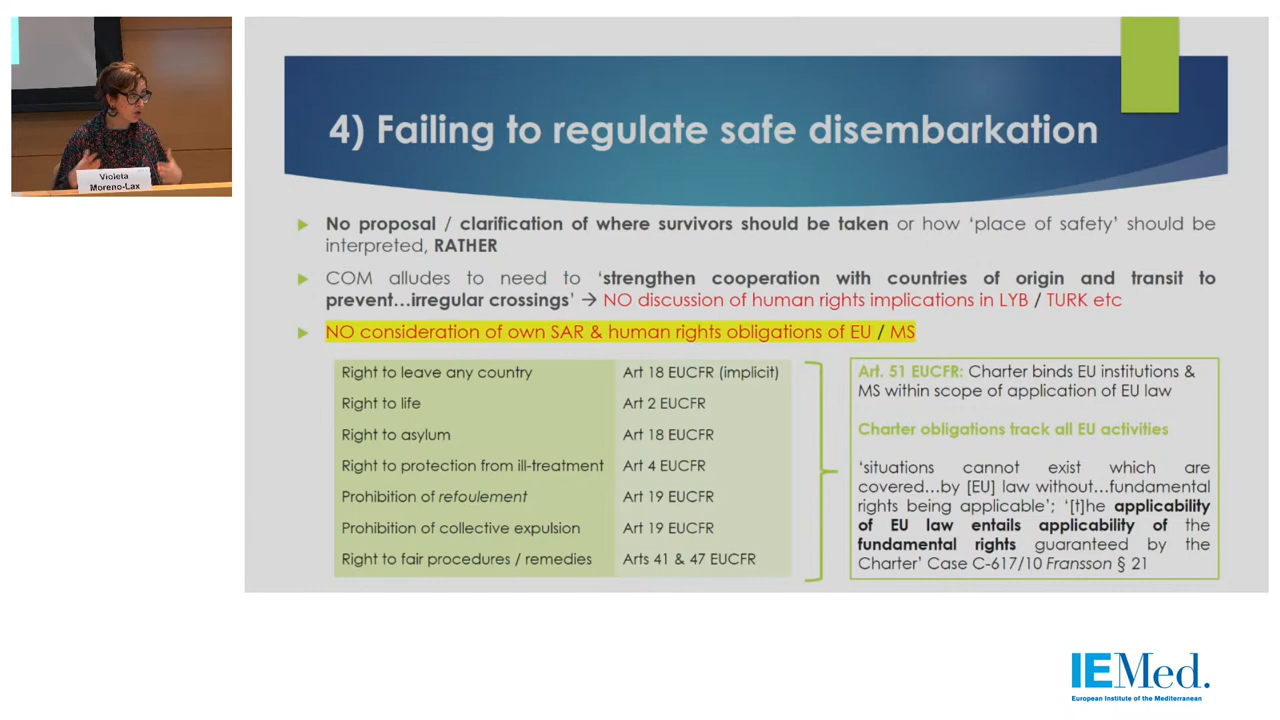 Violeta
Moreno-Lax
4) Failing to regulate safe disembarkation
No proposal / clarification of where survivors should be taken or how ‘place of safety’ should be
interpreted, RATHER
COM alludes to need to ‘strengthen cooperation with countries of origin and transit to
prevent…irregular crossings’ → NO discussion of human rights implications in LYB / TURK etc
NO consideration of own SAR & human rights obligations of EU / MS
Right to leave any country Art 18 EUCFR (implicit)
Right to life Art 2 EUCFR
Right to asylum Art 18 EUCFR
Right to protection from ill-treatment Art 4 EUCFR
Prohibition of refoulement Art 19 EUCFR
Prohibition of collective expulsion Art 19 EUCFR
Right to fair procedures / remedies Arts 41 & 47 EUCFR
Art. 51 EUCFR: Charter binds EU institutions &
MS within scope of application of EU law
Charter obligations track all EU activities
‘situations cannot exist which are
covered…by [EU] law without…fundamental
rights being applicable’; ‘[t]he applicability
of EU law entails applicability of the
fundamental rights guaranteed by the
Charter’ Case C-617/10 Fransson § 21
IEMed.
European Institute of the Mediterranean